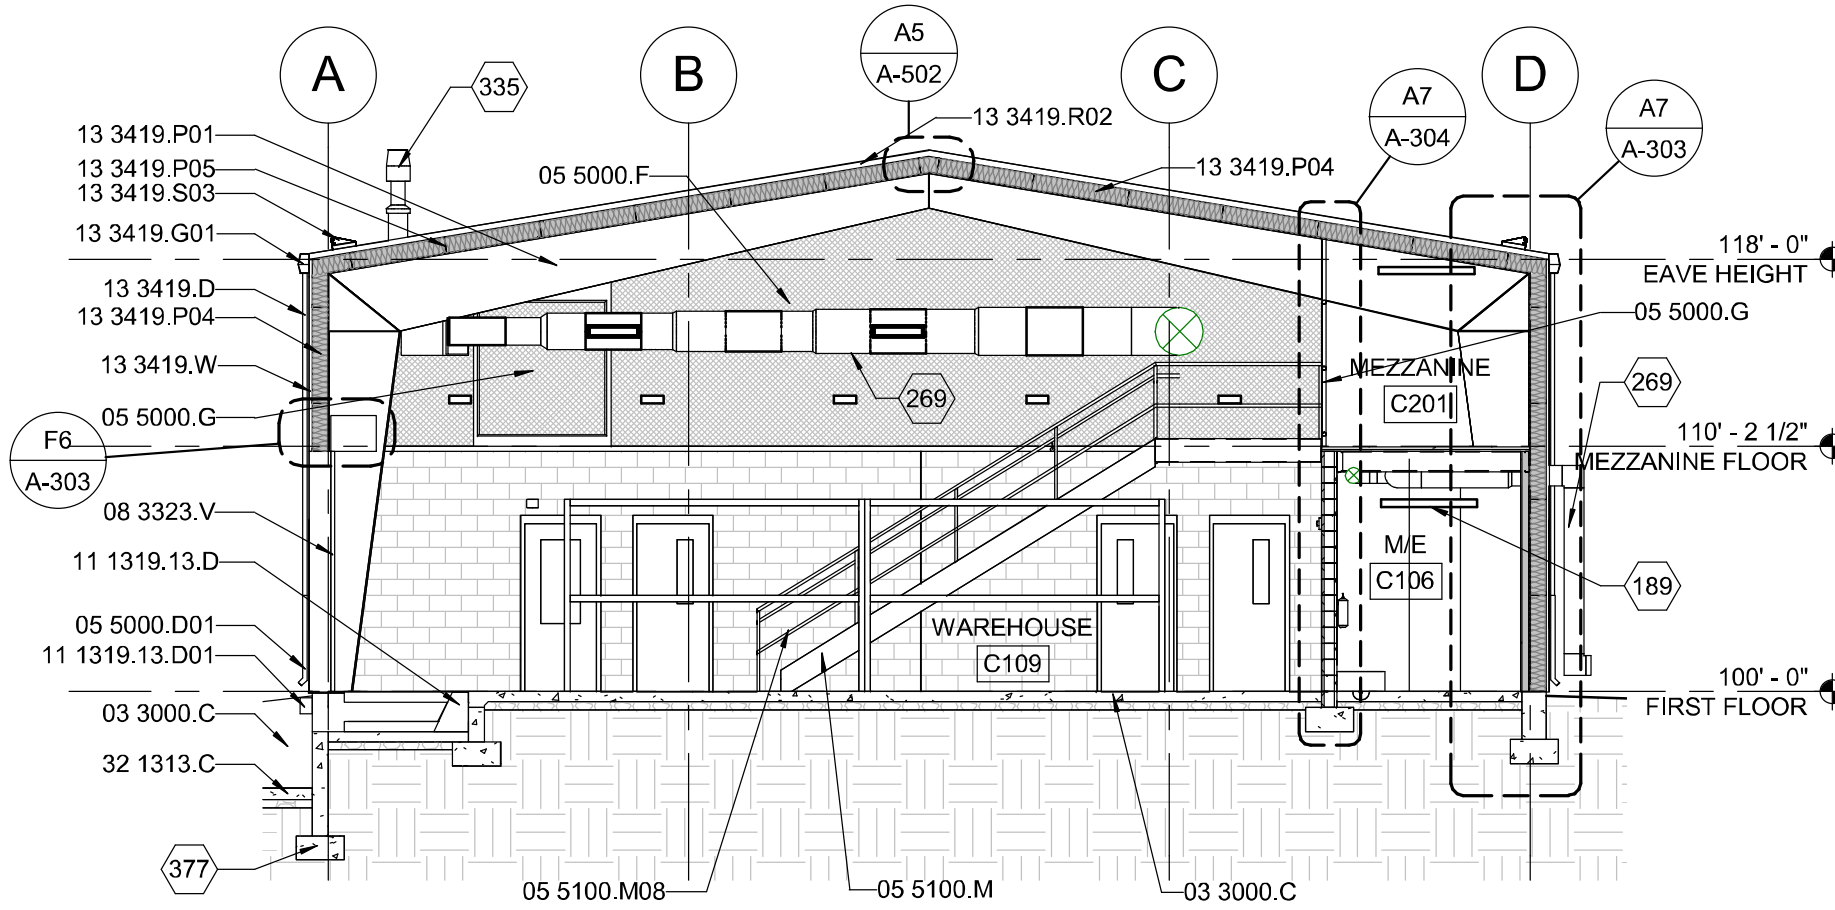 A
B
C
D
A5
A-502
A7
A-304
A7
A-303
335
13 3419.R02
13 3419.P01
13 3419.P05
13 3419.S03
13 3419.G01
05 5000.F
13 3419.P04
118' - 0"
EAVE HEIGHT
13 3419.D
13 3419.P04
13 3419.W
05 5000.G
05 5000.G
MEZZANINE
C201
269
269
F6
A-303
110' - 2 1/2"
MEZZANINE FLOOR
08 3323.V
11 1319.13.D
M/E
C106
189
05 5000.D01
11 1319.13.D01
WAREHOUSE
C109
100' - 0"
FIRST FLOOR
03 3000.C
32 1313.C
377
05 5100.M08
05 5100.M
03 3000.C